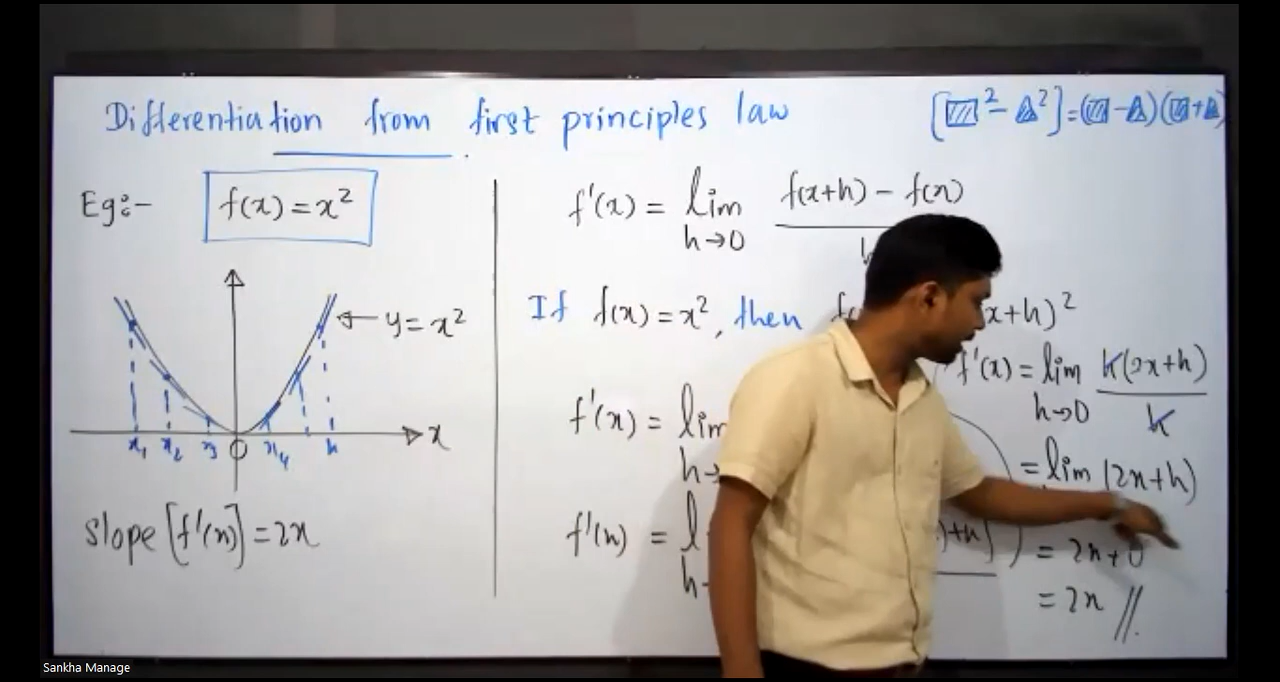 Differentiation from first principles law
[▨² - △²] = (▨ - △)(▨ + △)
Eg:- f(x) = x²
y = x²
x
x₁ x₂ x₃ O x₄ h
Slope [f'(x)] = 2x
f'(x) = lim h→0 f(x+h) - f(x)
If f(x) = x², then (x+h)²
f'(x) = lim
f'(x) =
+h]
f'(x) = lim h→0 h(2x+h) / h
= lim (2x+h)
= 2x+0
= 2x //
Sankha Manage